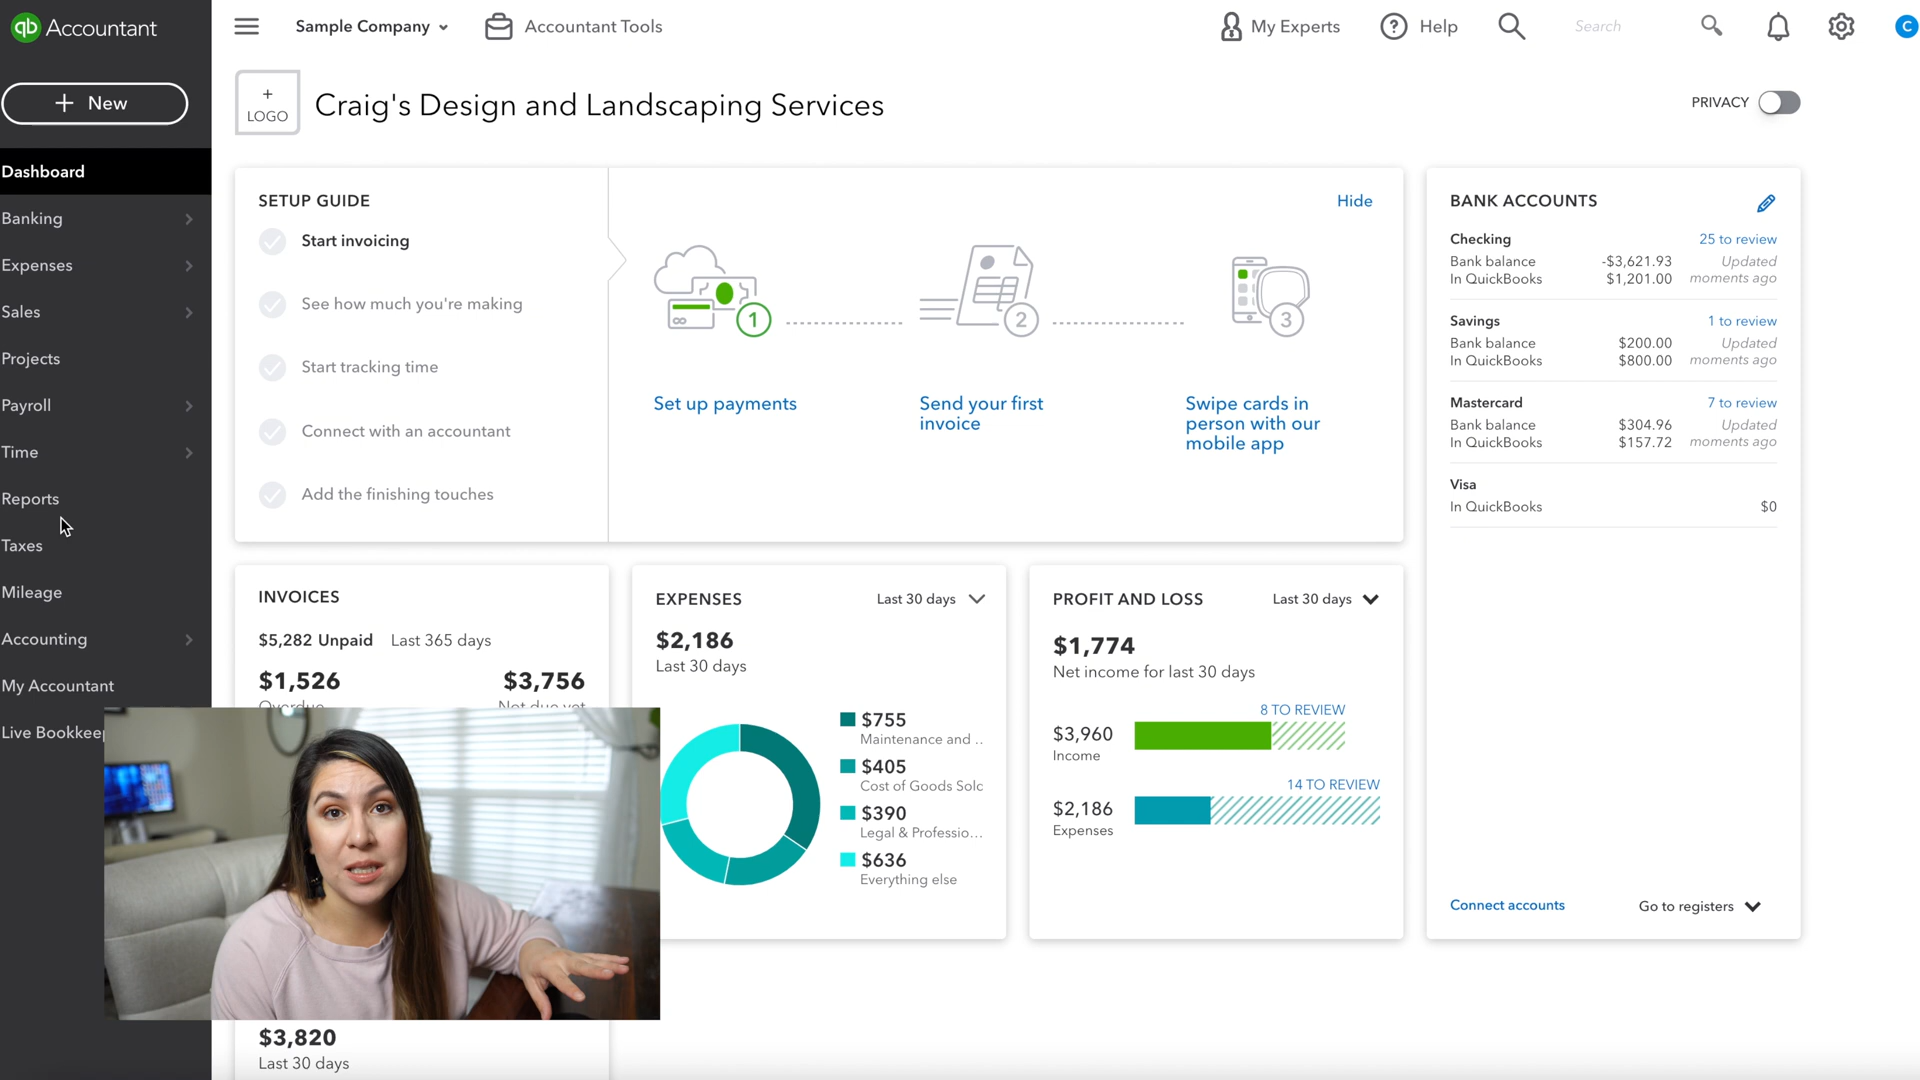 qb Accountant
+ New
Dashboard
Banking
Expenses
Sales
Projects
Payroll
Time
Reports
Taxes
Mileage
Accounting
My Accountant
Live Bookkeep
Sample Company
Accountant Tools
My Experts
Help
Search
C
+
LOGO
Craig's Design and Landscaping Services
PRIVACY
SETUP GUIDE
Start invoicing
See how much you're making
Start tracking time
Connect with an accountant
Add the finishing touches
Hide
1
2
3
Set up payments
Send your first
invoice
Swipe cards in
person with our
mobile app
BANK ACCOUNTS
Checking 25 to review
Bank balance -$3,621.93 Updated
In QuickBooks $1,201.00 moments ago
Savings 1 to review
Bank balance $200.00 Updated
In QuickBooks $800.00 moments ago
Mastercard 7 to review
Bank balance $304.96 Updated
In QuickBooks $157.72 moments ago
Visa
In QuickBooks $0
Connect accounts Go to registers
INVOICES
$5,282 Unpaid Last 365 days
$1,526 $3,756
Overdue Not due yet
$3,820
Last 30 days
EXPENSES Last 30 days
$2,186
Last 30 days
$755
Maintenance and ..
$405
Cost of Goods Solc
$390
Legal & Professio...
$636
Everything else
PROFIT AND LOSS Last 30 days
$1,774
Net income for last 30 days
8 TO REVIEW
$3,960
Income
14 TO REVIEW
$2,186
Expenses